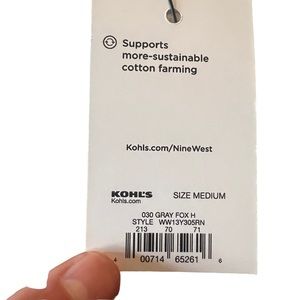 Supports
more-sustainable
cotton farming
Kohls.com/NineWest
KOHL'S
Kohls.com
SIZE MEDIUM
030 GRAY FOX H
STYLE WW13Y305RN
213 70 71
4 00714 65261 6